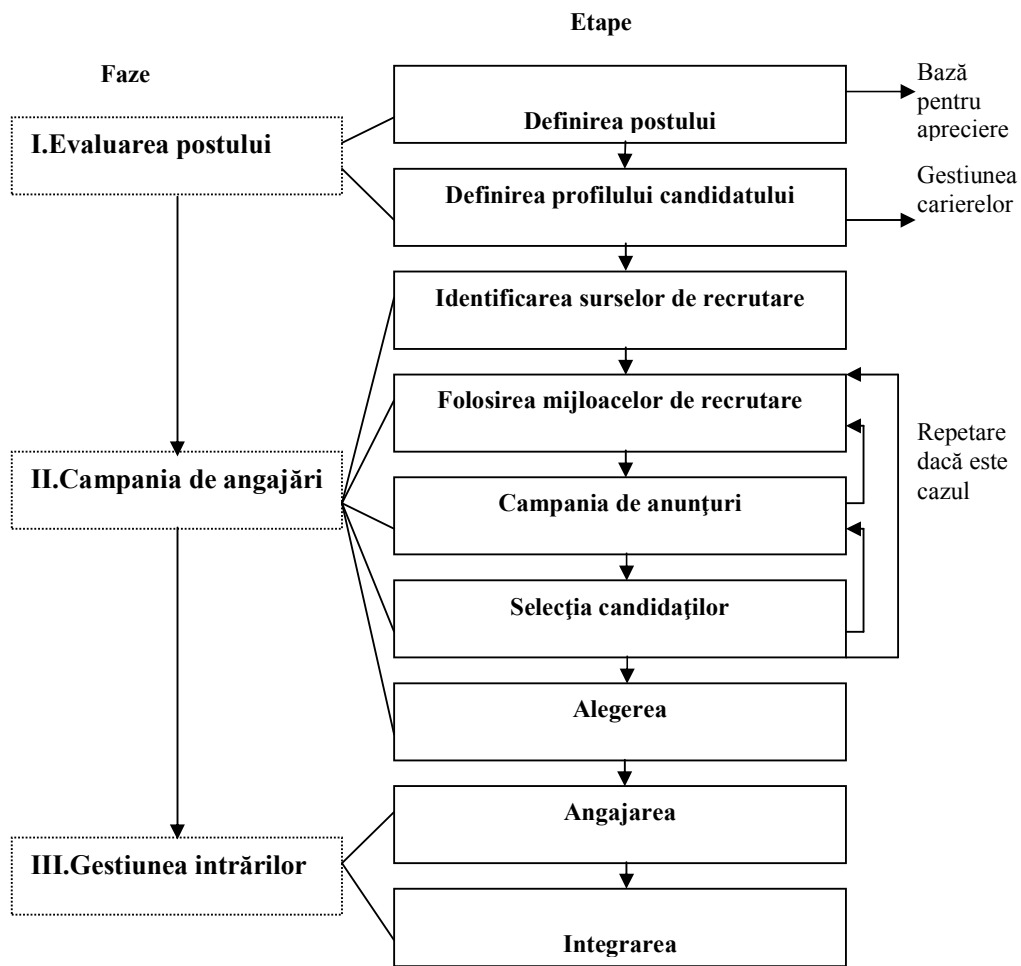 Etape
Faze
Bază
pentru
apreciere
Definirea postului
I.Evaluarea postului
Gestiunea
carierelor
Definirea profilului candidatului
Identificarea surselor de recrutare
Folosirea mijloacelor de recrutare
Repetare
dacă este
cazul
II.Campania de angajări
Campania de anunţuri
Selecţia candidaţilor
Alegerea
Angajarea
III.Gestiunea intrărilor
Integrarea